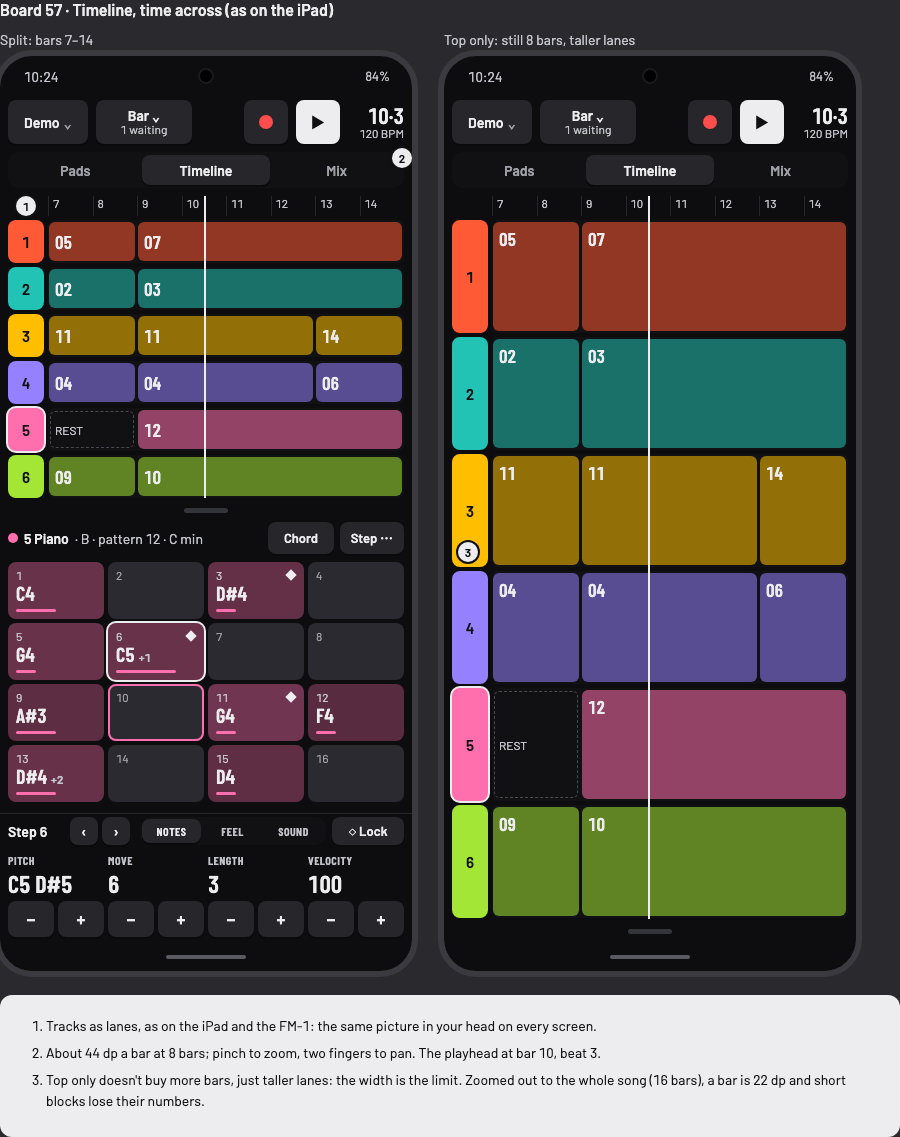 Board 57 · Timeline, time across (as on the iPad)
Split: bars 7–14
10:24
84%
Demo
Bar
1 waiting
10·3
120 BPM
Pads
Timeline
Mix
2
1
7 8 9 10 11 12 13 14
1 05 07
2 02 03
3 11 11 14
4 04 04 06
5 REST 12
6 09 10
5 Piano · B · pattern 12 · C min
Chord
Step ···
1 2 3 4
C4 D#4
5 6 7 8
G4 C5 +1
9 10 11 12
A#3 G4 F4
13 14 15 16
D#4 +2 D4
Step 6
‹ ›
NOTES FEEL SOUND
◇ Lock
PITCH MOVE LENGTH VELOCITY
C5 D#5 6 3 100
− + − + − + − +
Top only: still 8 bars, taller lanes
10:24
84%
Demo
Bar
1 waiting
10·3
120 BPM
Pads
Timeline
Mix
7 8 9 10 11 12 13 14
05 07
1
02 03
2
11 11 14
3
3
04 04 06
4
12
5 REST
09 10
6
1. Tracks as lanes, as on the iPad and the FM-1: the same picture in your head on every screen.
2. About 44 dp a bar at 8 bars; pinch to zoom, two fingers to pan. The playhead at bar 10, beat 3.
3. Top only doesn't buy more bars, just taller lanes: the width is the limit. Zoomed out to the whole song (16 bars), a bar is 22 dp and short
blocks lose their numbers.